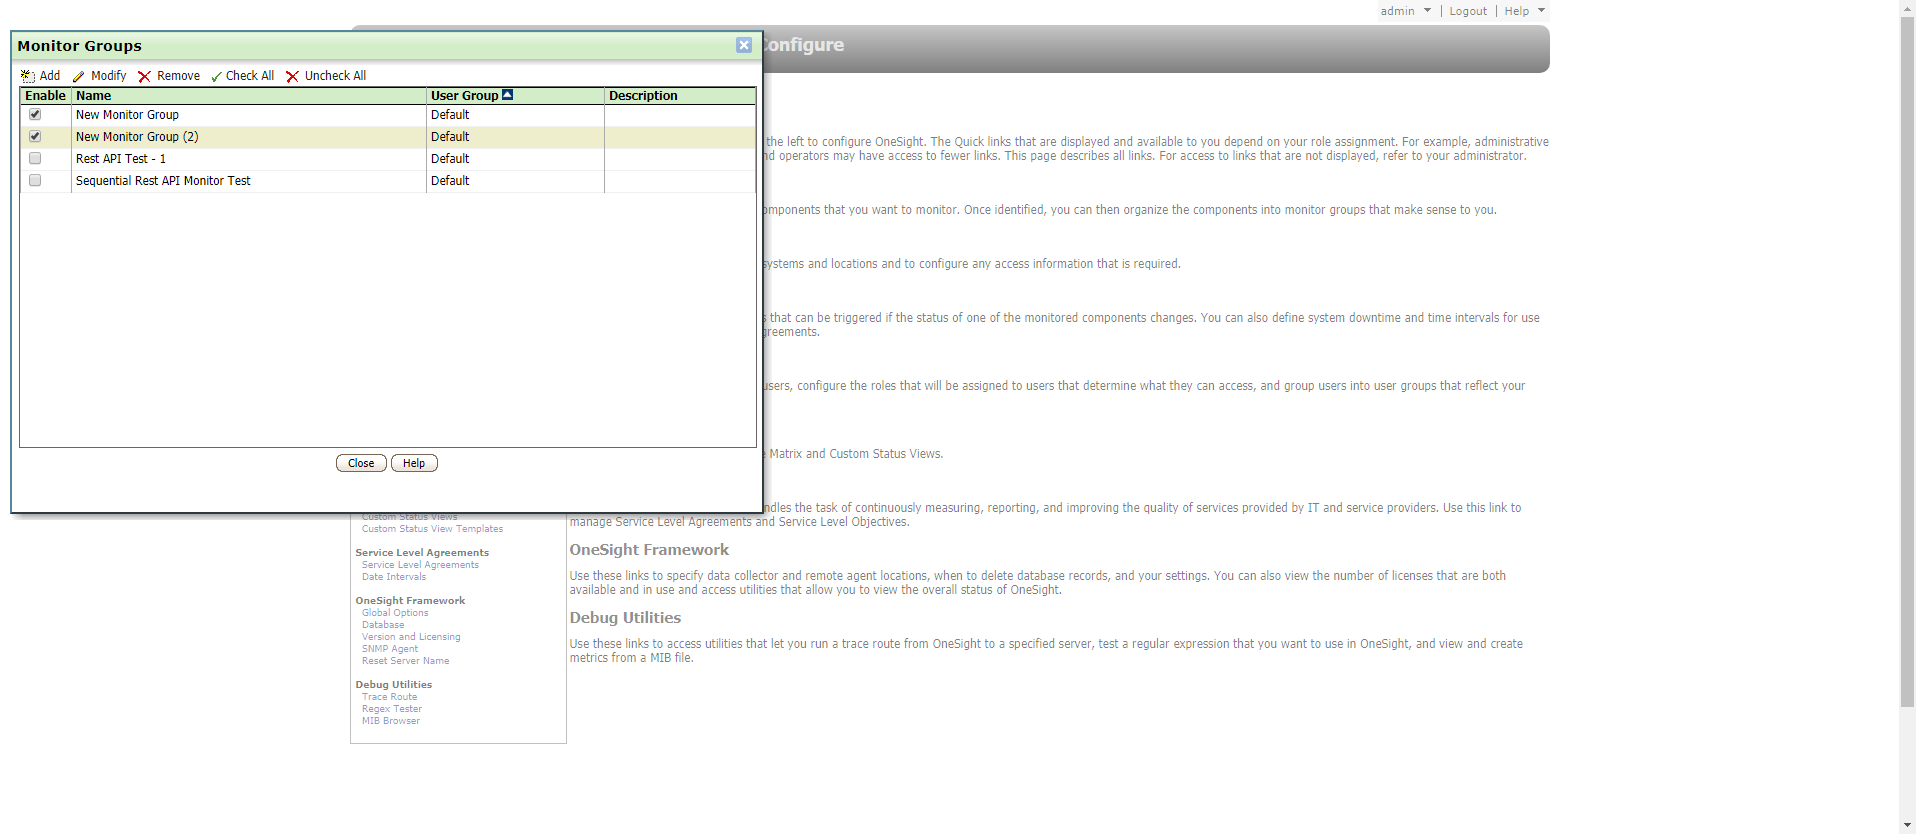 admin | Logout | Help
Configure
Monitor Groups
Add Modify Remove Check All Uncheck All
Enable Name User Group Description
New Monitor Group Default
New Monitor Group (2) Default
Rest API Test - 1 Default
Sequential Rest API Monitor Test Default
Close Help
the left to configure OneSight. The Quick links that are displayed and available to you depend on your role assignment. For example, administrative
operators may have access to fewer links. This page describes all links. For access to links that are not displayed, refer to your administrator.
components that you want to monitor. Once identified, you can then organize the components into monitor groups that make sense to you.
systems and locations and to configure any access information that is required.
that can be triggered if the status of one of the monitored components changes. You can also define system downtime and time intervals for use
agreements.
users, configure the roles that will be assigned to users that determine what they can access, and group users into user groups that reflect your
Matrix and Custom Status Views.
handles the task of continuously measuring, reporting, and improving the quality of services provided by IT and service providers. Use this link to
manage Service Level Agreements and Service Level Objectives.
OneSight Framework
Use these links to specify data collector and remote agent locations, when to delete database records, and your settings. You can also view the number of licenses that are both
available and in use and access utilities that allow you to view the overall status of OneSight.
Debug Utilities
Use these links to access utilities that let you run a trace route from OneSight to a specified server, test a regular expression that you want to use in OneSight, and view and create
metrics from a MIB file.
Custom Status Views
Custom Status View Templates
Service Level Agreements
Service Level Agreements
Date Intervals
OneSight Framework
Global Options
Database
Version and Licensing
SNMP Agent
Reset Server Name
Debug Utilities
Trace Route
Regex Tester
MIB Browser